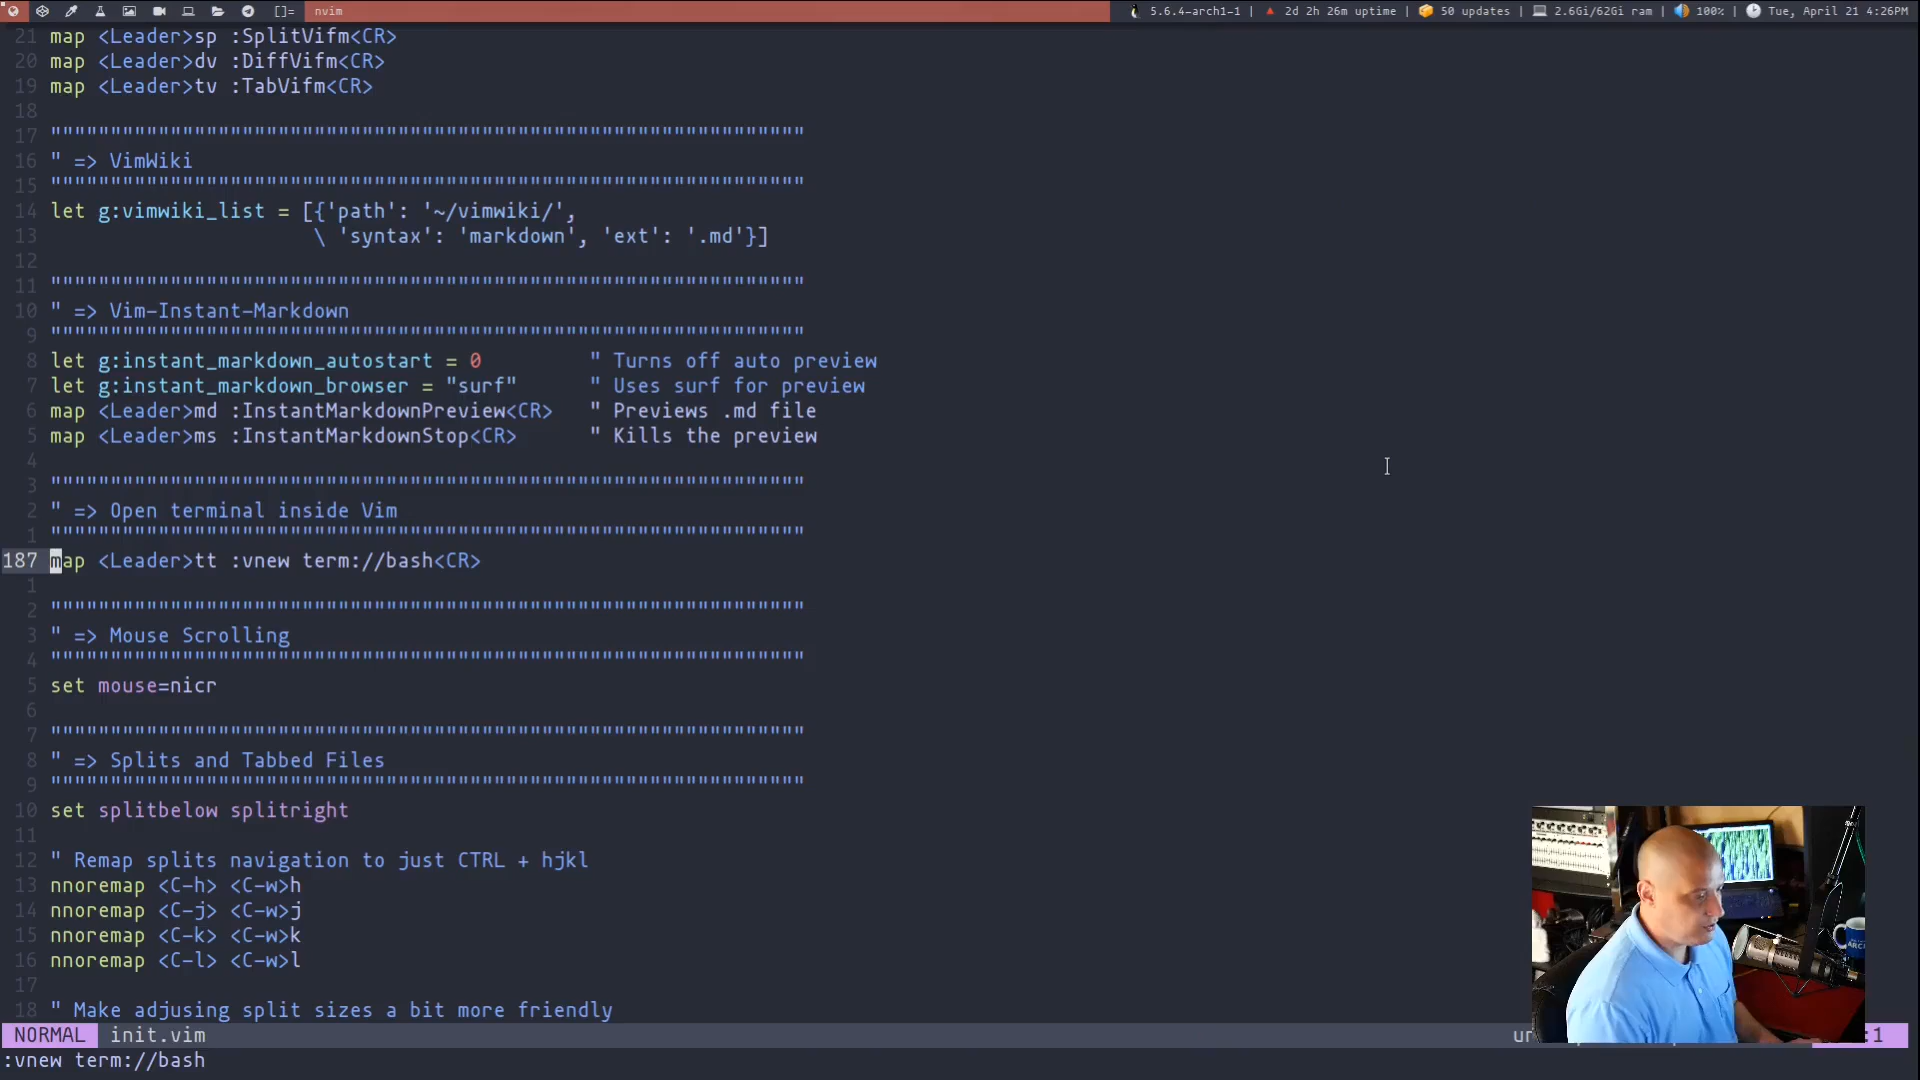 []= nvim 5.6.4-arch1-1 | 2d 2h 26m uptime | 50 updates | 2.6Gi/62Gi ram | 100% | Tue, April 21 4:26PM
21 map <Leader>sp :SplitVifm<CR>
20 map <Leader>dv :DiffVifm<CR>
19 map <Leader>tv :TabVifm<CR>
18
17 """""""""""""""""""""""""""""""""""""""""""""""""""""""""""""""
16 " => VimWiki
15 """""""""""""""""""""""""""""""""""""""""""""""""""""""""""""""
14 let g:vimwiki_list = [{'path': '~/vimwiki/',
13 \ 'syntax': 'markdown', 'ext': '.md'}]
12
11 """""""""""""""""""""""""""""""""""""""""""""""""""""""""""""""
10 " => Vim-Instant-Markdown
9 """""""""""""""""""""""""""""""""""""""""""""""""""""""""""""""
8 let g:instant_markdown_autostart = 0 " Turns off auto preview
7 let g:instant_markdown_browser = "surf" " Uses surf for preview
6 map <Leader>md :InstantMarkdownPreview<CR> " Previews .md file
5 map <Leader>ms :InstantMarkdownStop<CR> " Kills the preview
4
3 """""""""""""""""""""""""""""""""""""""""""""""""""""""""""""""
2 " => Open terminal inside Vim
1 """""""""""""""""""""""""""""""""""""""""""""""""""""""""""""""
187 map <Leader>tt :vnew term://bash<CR>
1
2 """""""""""""""""""""""""""""""""""""""""""""""""""""""""""""""
3 " => Mouse Scrolling
4 """""""""""""""""""""""""""""""""""""""""""""""""""""""""""""""
5 set mouse=nicr
6
7 """""""""""""""""""""""""""""""""""""""""""""""""""""""""""""""
8 " => Splits and Tabbed Files
9 """""""""""""""""""""""""""""""""""""""""""""""""""""""""""""""
10 set splitbelow splitright
11
12 " Remap splits navigation to just CTRL + hjkl
13 nnoremap <C-h> <C-w>h
14 nnoremap <C-j> <C-w>j
15 nnoremap <C-k> <C-w>k
16 nnoremap <C-l> <C-w>l
17
18 " Make adjusing split sizes a bit more friendly
NORMAL init.vim :1
:vnew term://bash